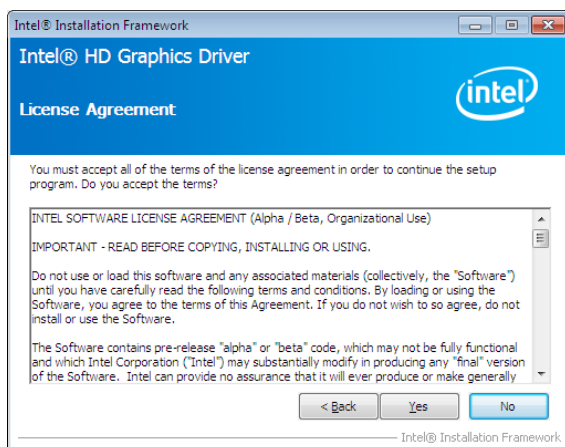 Intel® Installation Framework
Intel® HD Graphics Driver
intel
License Agreement
You must accept all of the terms of the license agreement in order to continue the setup
program. Do you accept the terms?
INTEL SOFTWARE LICENSE AGREEMENT (Alpha / Beta, Organizational Use)
IMPORTANT - READ BEFORE COPYING, INSTALLING OR USING.
Do not use or load this software and any associated materials (collectively, the "Software")
until you have carefully read the following terms and conditions. By loading or using the
Software, you agree to the terms of this Agreement. If you do not wish to so agree, do not
install or use the Software.
The Software contains pre-release "alpha" or "beta" code, which may not be fully functional
and which Intel Corporation ("Intel") may substantially modify in producing any "final" version
of the Software.  Intel can provide no assurance that it will ever produce or make generally
< Back
Yes
No
Intel® Installation Framework